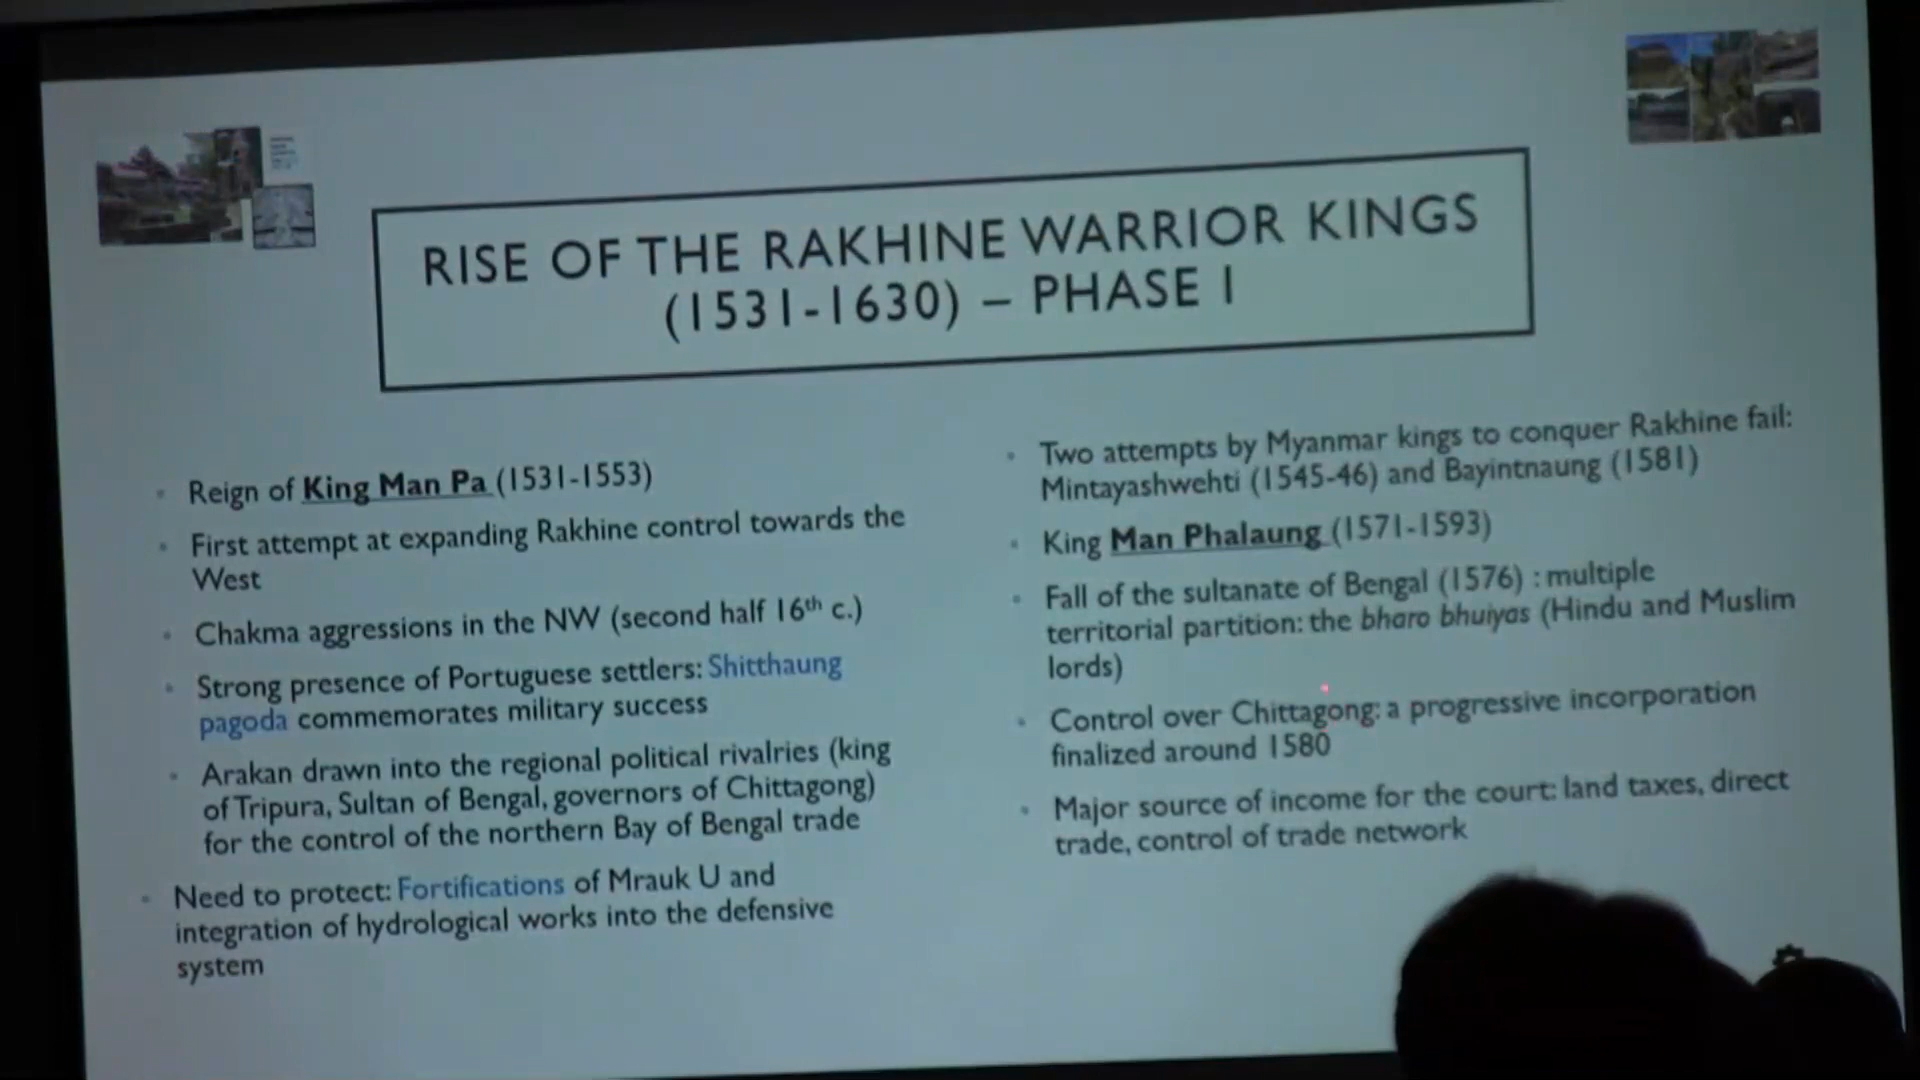 RISE OF THE RAKHINE WARRIOR KINGS
(1531-1630) – PHASE I
Reign of King Man Pa (1531-1553)
First attempt at expanding Rakhine control towards the
West
Chakma aggressions in the NW (second half 16th c.)
Strong presence of Portuguese settlers: Shitthaung
pagoda commemorates military success
Arakan drawn into the regional political rivalries (king
of Tripura, Sultan of Bengal, governors of Chittagong)
for the control of the northern Bay of Bengal trade
Need to protect: Fortifications of Mrauk U and
integration of hydrological works into the defensive
system
Two attempts by Myanmar kings to conquer Rakhine fail:
Mintayashwehti (1545-46) and Bayintnaung (1581)
King Man Phalaung (1571-1593)
Fall of the sultanate of Bengal (1576) : multiple
territorial partition: the bharo bhuiyas (Hindu and Muslim
lords)
Control over Chittagong: a progressive incorporation
finalized around 1580
Major source of income for the court: land taxes, direct
trade, control of trade network